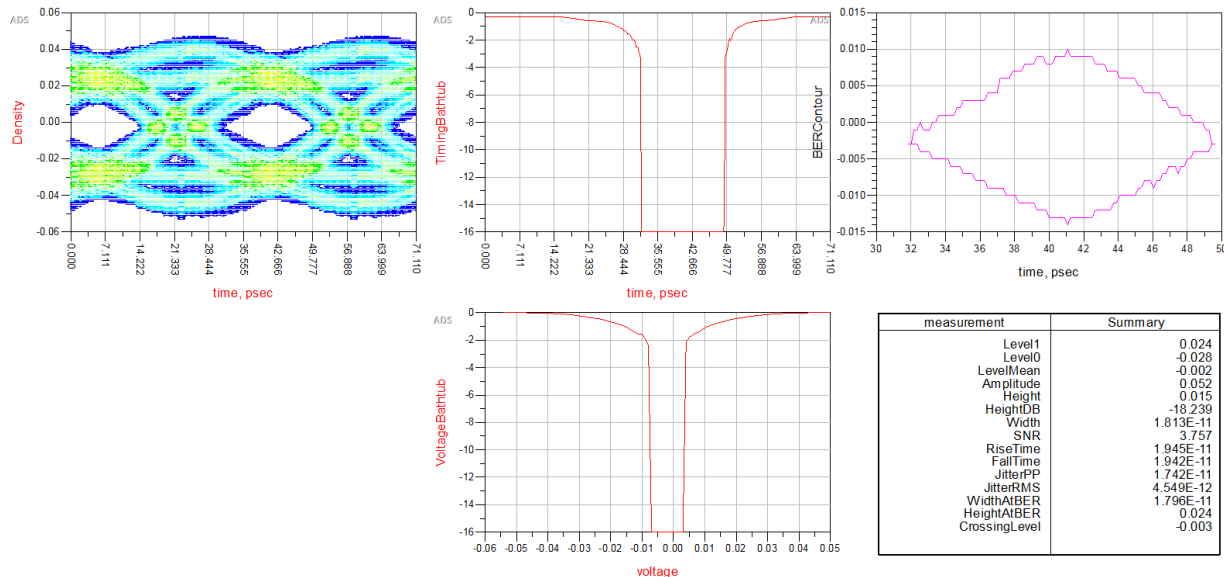 ADS
Density
0.06
0.04
0.02
0.00
-0.02
-0.04
-0.06
0.000
7.111
14.222
21.333
28.444
35.555
42.666
49.777
56.888
63.999
71.110
time, psec
ADS
TimingBathtub
0
-2
-4
-6
-8
-10
-12
-14
-16
0.000
7.111
14.222
21.333
28.444
35.555
42.666
49.777
56.888
63.999
71.110
time, psec
ADS
BERContour
0.015
0.010
0.005
0.000
-0.005
-0.010
-0.015
30
32
34
36
38
40
42
44
46
48
50
time, psec
ADS
VoltageBathtub
0
-2
-4
-6
-8
-10
-12
-14
-16
-0.06
-0.05
-0.04
-0.03
-0.02
-0.01
0.00
0.01
0.02
0.03
0.04
0.05
voltage
measurement Summary
Level1 0.024
Level0 -0.028
LevelMean -0.002
Amplitude 0.052
Height 0.015
HeightDB -18.239
Width 1.813E-11
SNR 3.757
RiseTime 1.945E-11
FallTime 1.942E-11
JitterPP 1.742E-11
JitterRMS 4.549E-12
WidthAtBER 1.796E-11
HeightAtBER 0.024
CrossingLevel -0.003